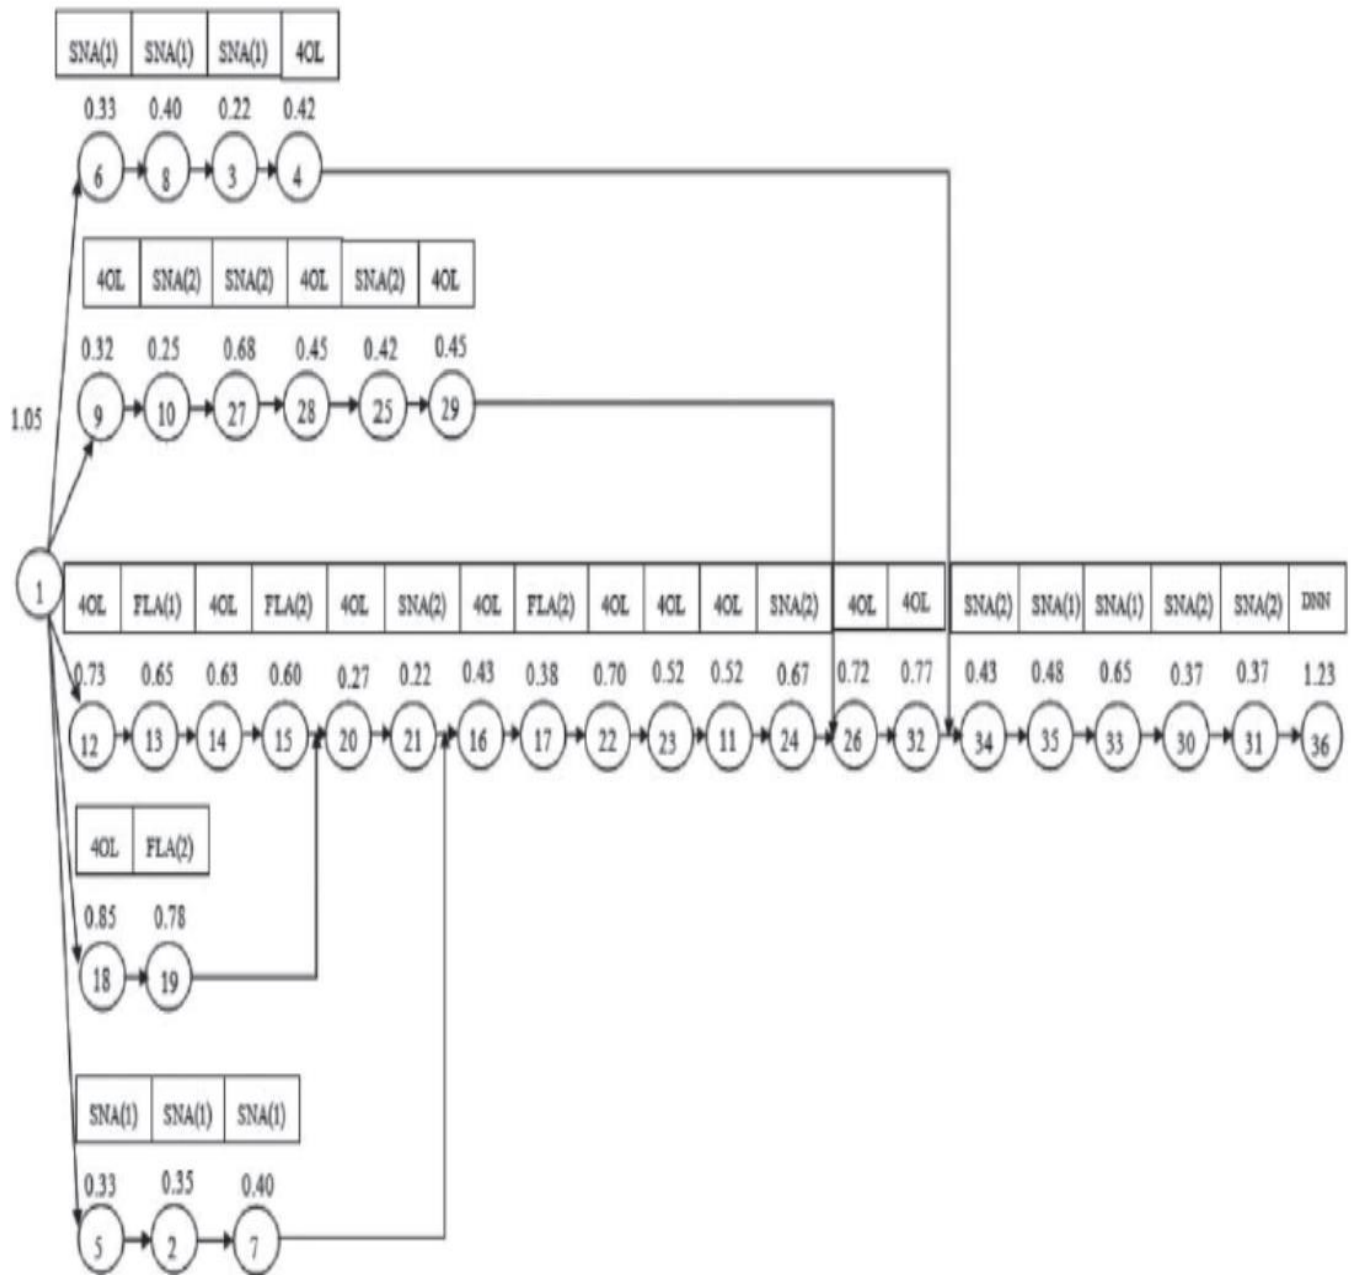 SNA(1) SNA(1) SNA(1) 4OL
0.33 0.40 0.22 0.42
6 8 3 4
4OL SNA(2) SNA(2) 4OL SNA(2) 4OL
0.32 0.25 0.68 0.45 0.42 0.45
9 10 27 28 25 29
1.05
1
4OL FLA(1) 4OL FLA(2) 4OL SNA(2) 4OL FLA(2) 4OL 4OL 4OL SNA(2) 4OL 4OL SNA(2) SNA(1) SNA(1) SNA(2) SNA(2) DNN
0.73 0.65 0.63 0.60 0.27 0.22 0.43 0.38 0.70 0.52 0.52 0.67 0.72 0.77 0.43 0.48 0.65 0.37 0.37 1.23
12 13 14 15 20 21 16 17 22 23 11 24 26 32 34 35 33 30 31 36
4OL FLA(2)
0.85 0.78
18 19
SNA(1) SNA(1) SNA(1)
0.33 0.35 0.40
5 2 7